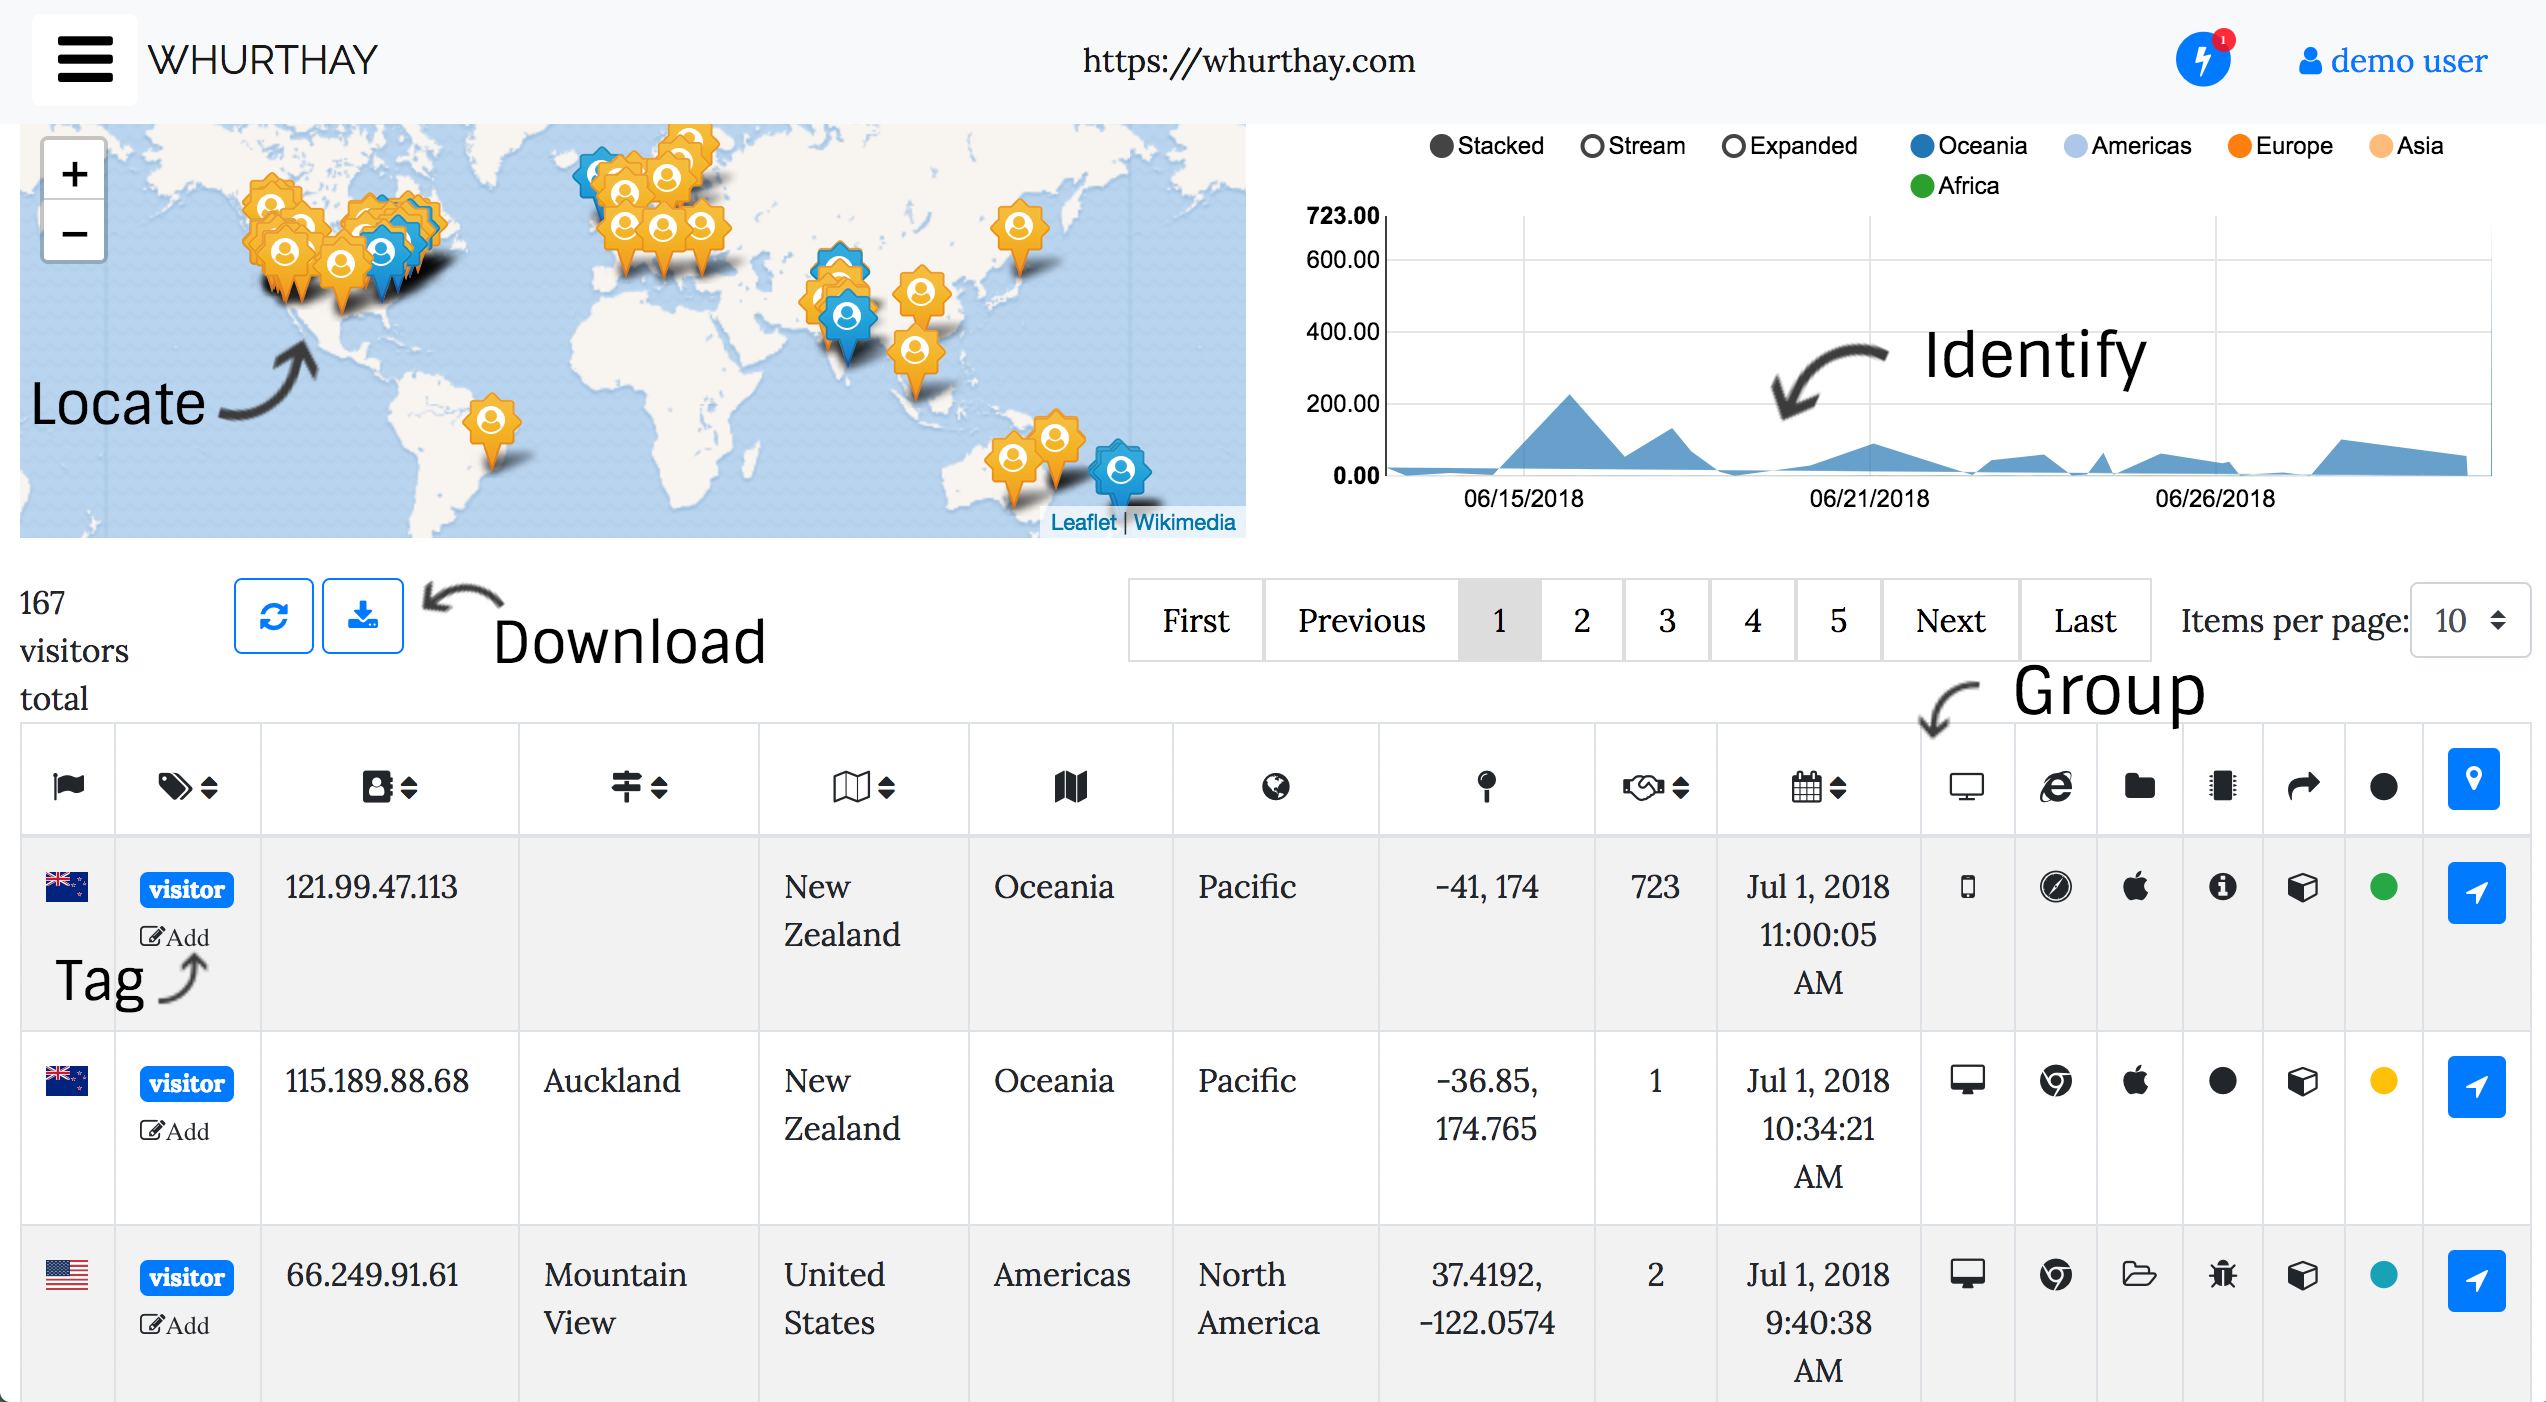 WHURTHAY
https://whurthay.com
1
demo user
+
−
Locate
Leaflet | Wikimedia
Stacked Stream Expanded Oceania Americas Europe Asia
Africa
723.00
600.00
400.00
200.00
0.00
06/15/2018 06/21/2018 06/26/2018
Identify
167
visitors
total
Download
First Previous 1 2 3 4 5 Next Last
Items per page: 10
Group
visitor 121.99.47.113 New Oceania Pacific -41, 174 723 Jul 1, 2018
Add Zealand 11:00:05
AM
Tag
visitor 115.189.88.68 Auckland New Oceania Pacific -36.85, 1 Jul 1, 2018
Add Zealand 174.765 10:34:21
AM
visitor 66.249.91.61 Mountain United Americas North 37.4192, 2 Jul 1, 2018
Add View States America -122.0574 9:40:38
AM